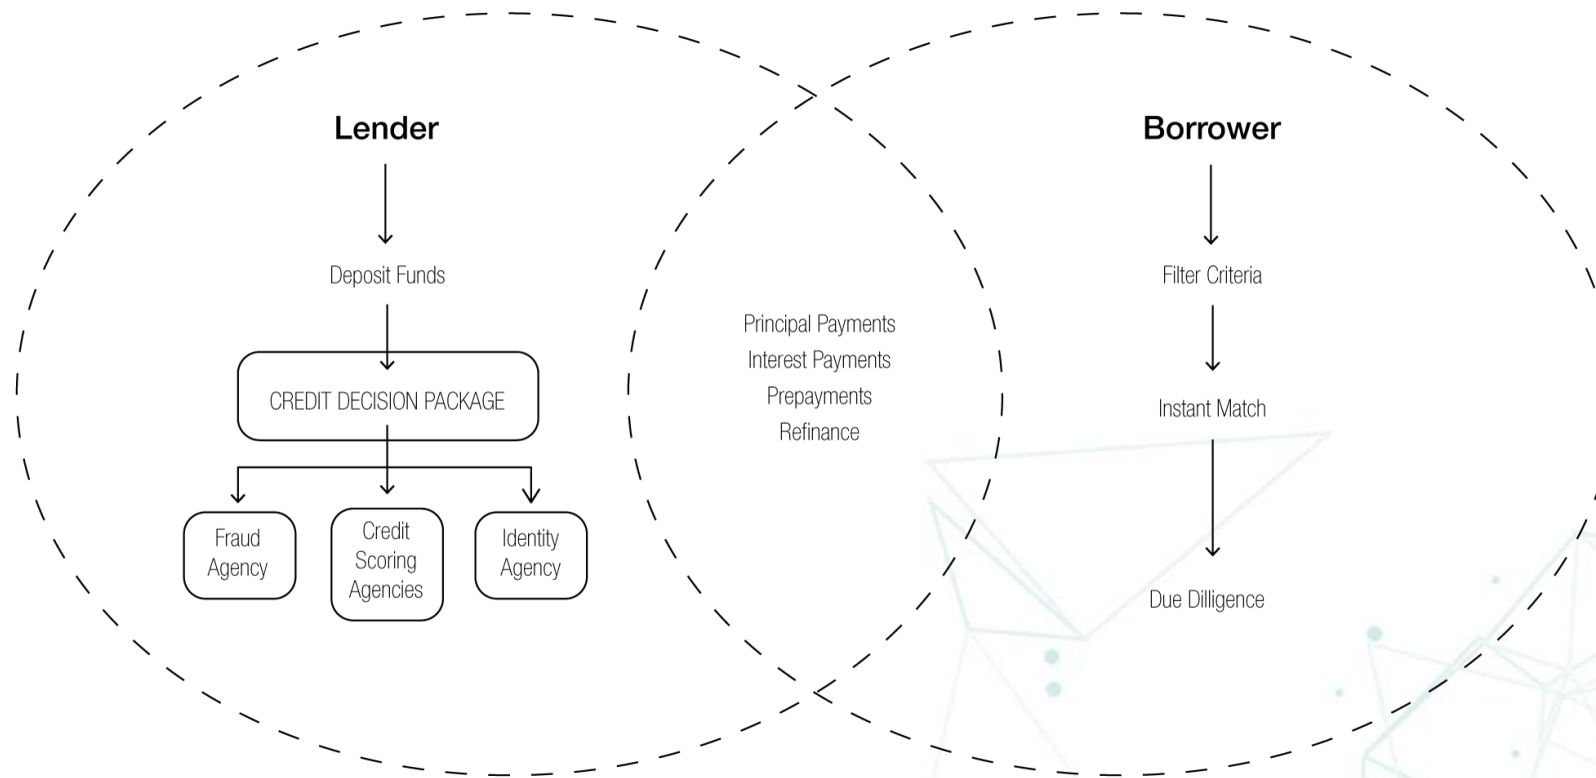 Lender
Deposit Funds
CREDIT DECISION PACKAGE
Fraud
Agency
Credit
Scoring
Agencies
Identity
Agency
Principal Payments
Interest Payments
Prepayments
Refinance
Borrower
Filter Criteria
Instant Match
Due Dilligence